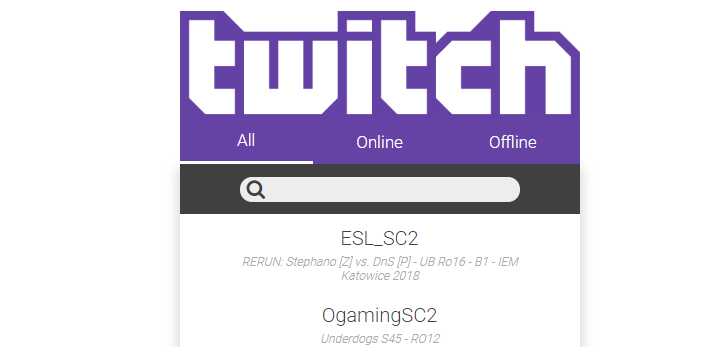 twitch
All
Online
Offline
ESL_SC2
RERUN: Stephano [Z] vs. DnS [P] - UB Ro16 - B1 - IEM
Katowice 2018
OgamingSC2
Underdogs S45 - RO12